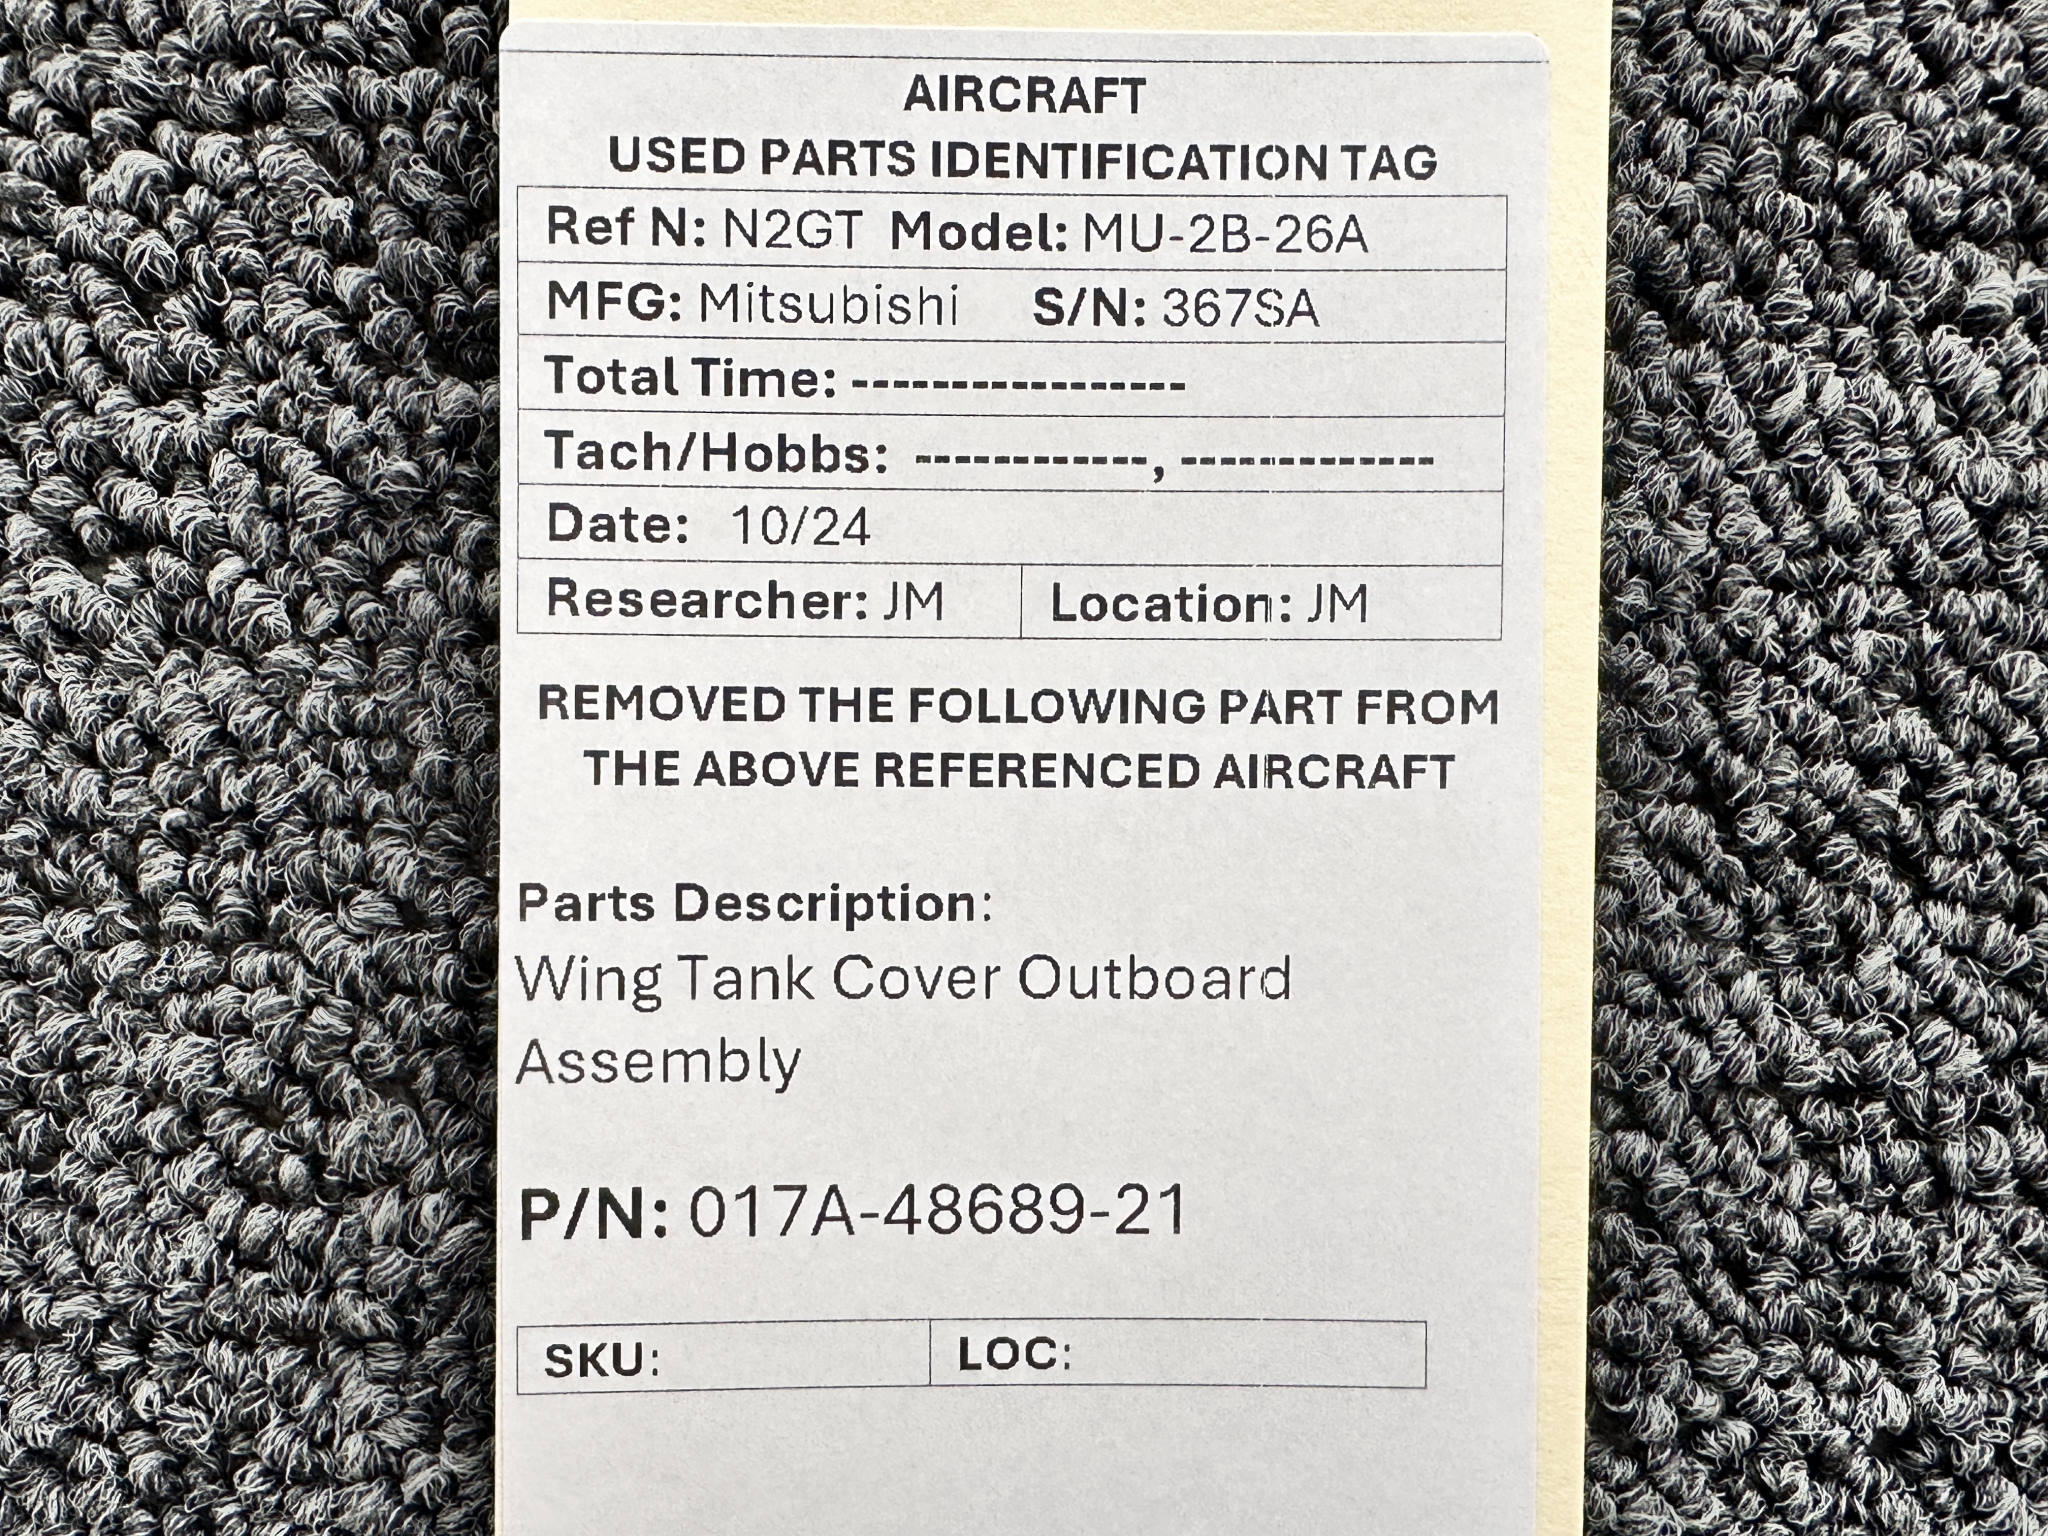 AIRCRAFT
USED PARTS IDENTIFICATION TAG
Ref N: N2GT Model: MU-2B-26A
MFG: Mitsubishi S/N: 367SA
Total Time: -----------------
Tach/Hobbs: ------------, -------------
Date: 10/24
Researcher: JM Location: JM
REMOVED THE FOLLOWING PART FROM
THE ABOVE REFERENCED AIRCRAFT
Parts Description:
Wing Tank Cover Outboard
Assembly
P/N: 017A-48689-21
SKU: LOC: